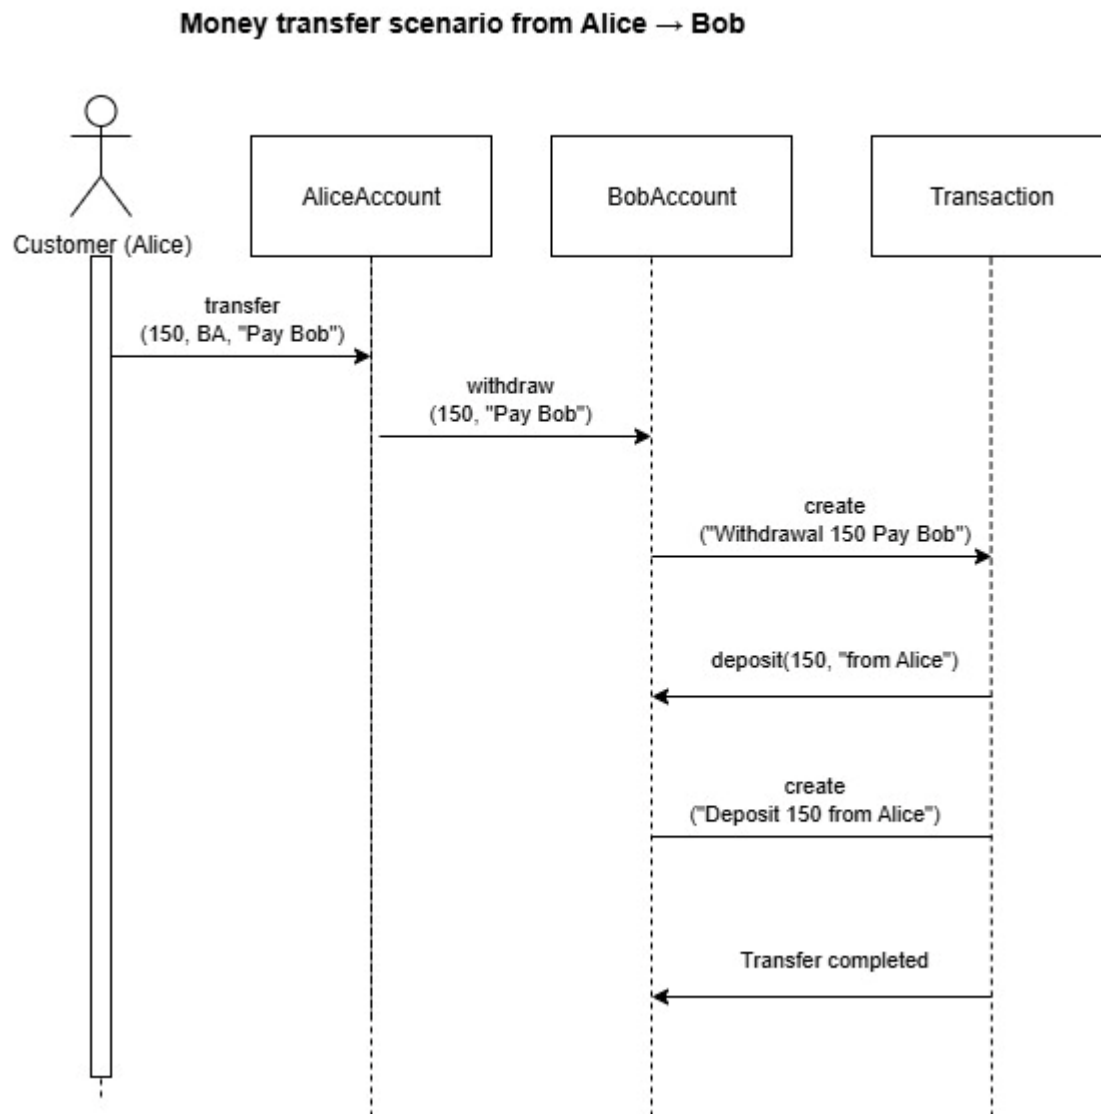 Money transfer scenario from Alice → Bob
Customer (Alice)
AliceAccount
BobAccount
Transaction
transfer
(150, BA, "Pay Bob")
withdraw
(150, "Pay Bob")
create
("Withdrawal 150 Pay Bob")
deposit(150, "from Alice")
create
("Deposit 150 from Alice")
Transfer completed